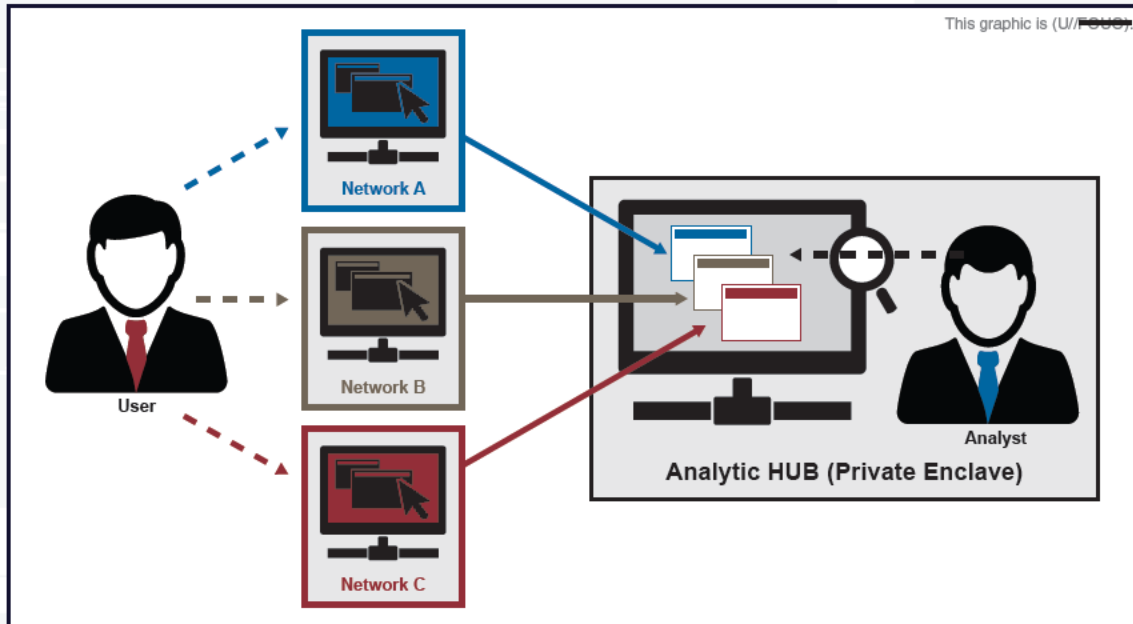 This graphic is (U//FOUO).
Network A
Network B
User
Analyst
Analytic HUB (Private Enclave)
Network C